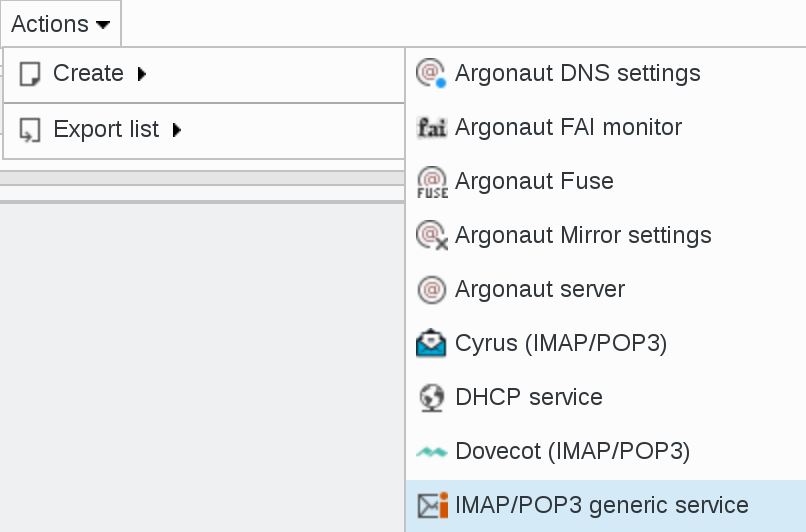 Actions
Create
Export list
Argonaut DNS settings
fai Argonaut FAI monitor
FUSE Argonaut Fuse
Argonaut Mirror settings
Argonaut server
Cyrus (IMAP/POP3)
DHCP service
Dovecot (IMAP/POP3)
IMAP/POP3 generic service